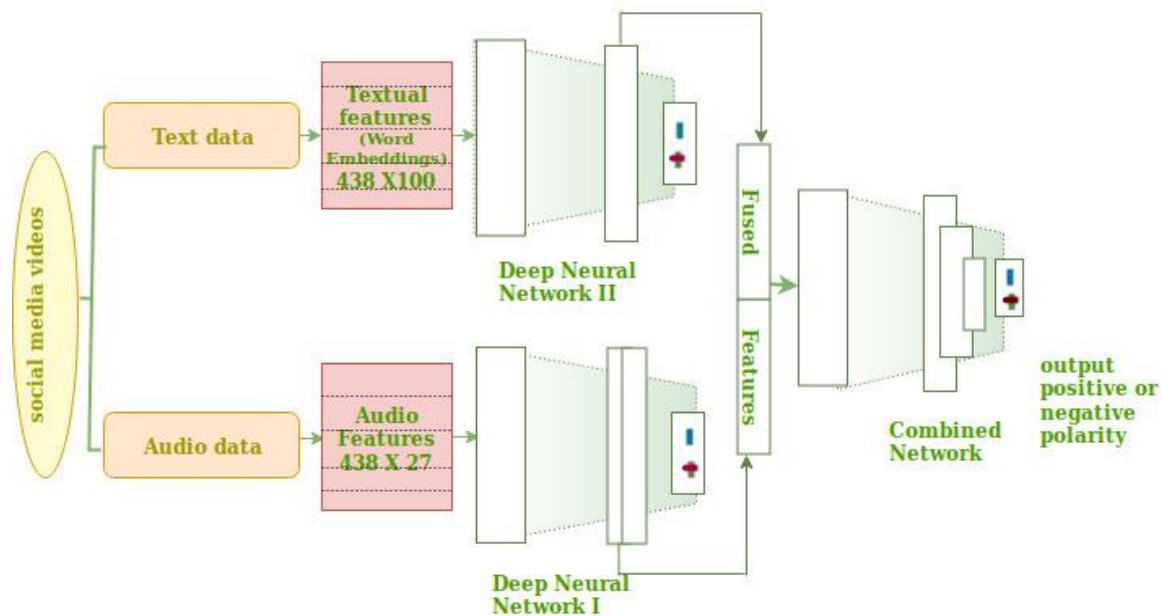 social media videos
Text data
Textual
features
(Word
Embeddings)
438 X100
Deep Neural
Network II
Audio data
Audio
Features
438 X 27
Deep Neural
Network I
Fused
Features
Combined
Network
output
positive or
negative
polarity